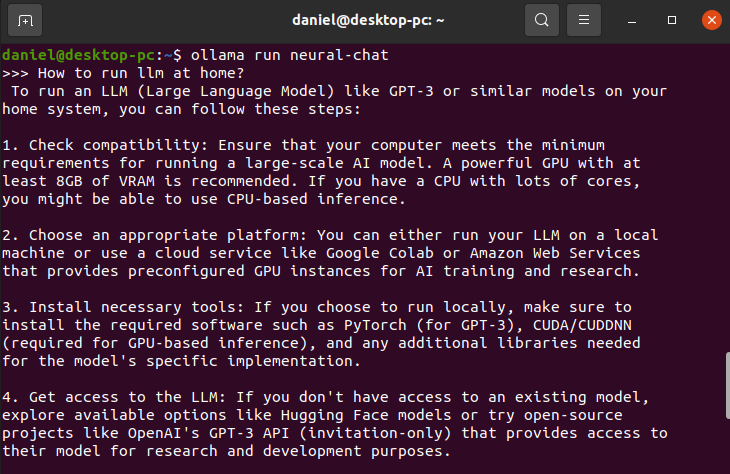 daniel@desktop-pc: ~
daniel@desktop-pc:~$ ollama run neural-chat
>>> How to run llm at home?
To run an LLM (Large Language Model) like GPT-3 or similar models on your
home system, you can follow these steps:
1. Check compatibility: Ensure that your computer meets the minimum
requirements for running a large-scale AI model. A powerful GPU with at
least 8GB of VRAM is recommended. If you have a CPU with lots of cores,
you might be able to use CPU-based inference.
2. Choose an appropriate platform: You can either run your LLM on a local
machine or use a cloud service like Google Colab or Amazon Web Services
that provides preconfigured GPU instances for AI training and research.
3. Install necessary tools: If you choose to run locally, make sure to
install the required software such as PyTorch (for GPT-3), CUDA/CUDDNN
(required for GPU-based inference), and any additional libraries needed
for the model's specific implementation.
4. Get access to the LLM: If you don't have access to an existing model,
explore available options like Hugging Face models or try open-source
projects like OpenAI's GPT-3 API (invitation-only) that provides access to
their model for research and development purposes.